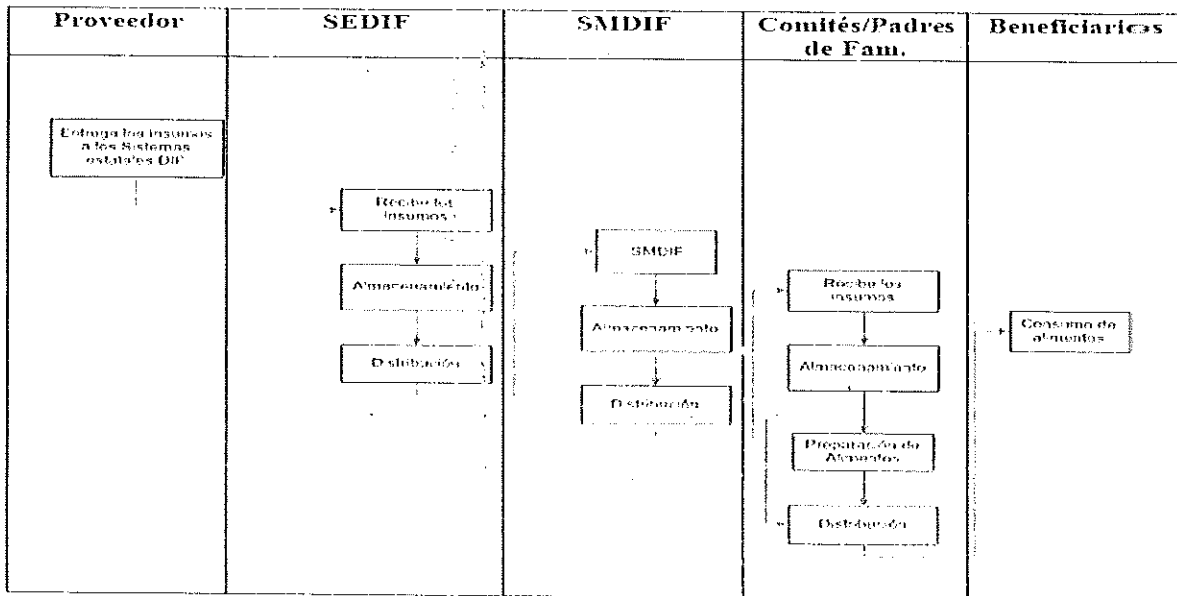 Proveedor
SEDIF
SMDIF
Comités/Padres
de Fam.
Beneficiarios
Entrega los insumos
a los Sistemas
estatales DIF
Recibe los
insumos
Almacenamiento
Distribución
SMDIF
Almacenamiento
Distribución
Recibe los
insumos
Almacenamiento
Preparación de
Alimentos
Distribución
Consumo de
alimentos